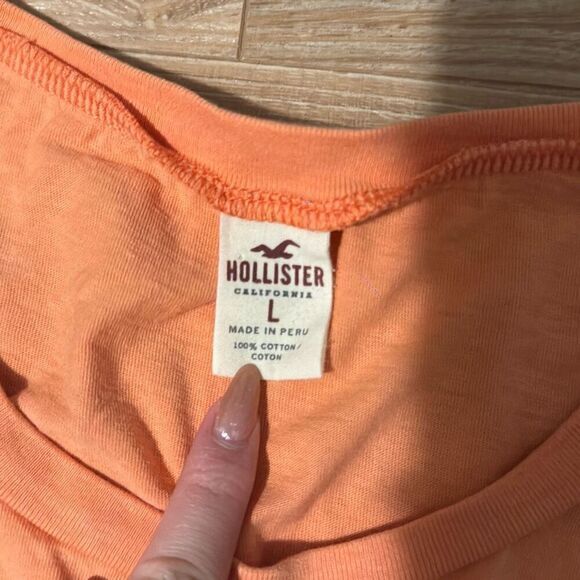 HOLLISTER
CALIFORNIA
L
MADE IN PERU
100% COTTON/
COTON